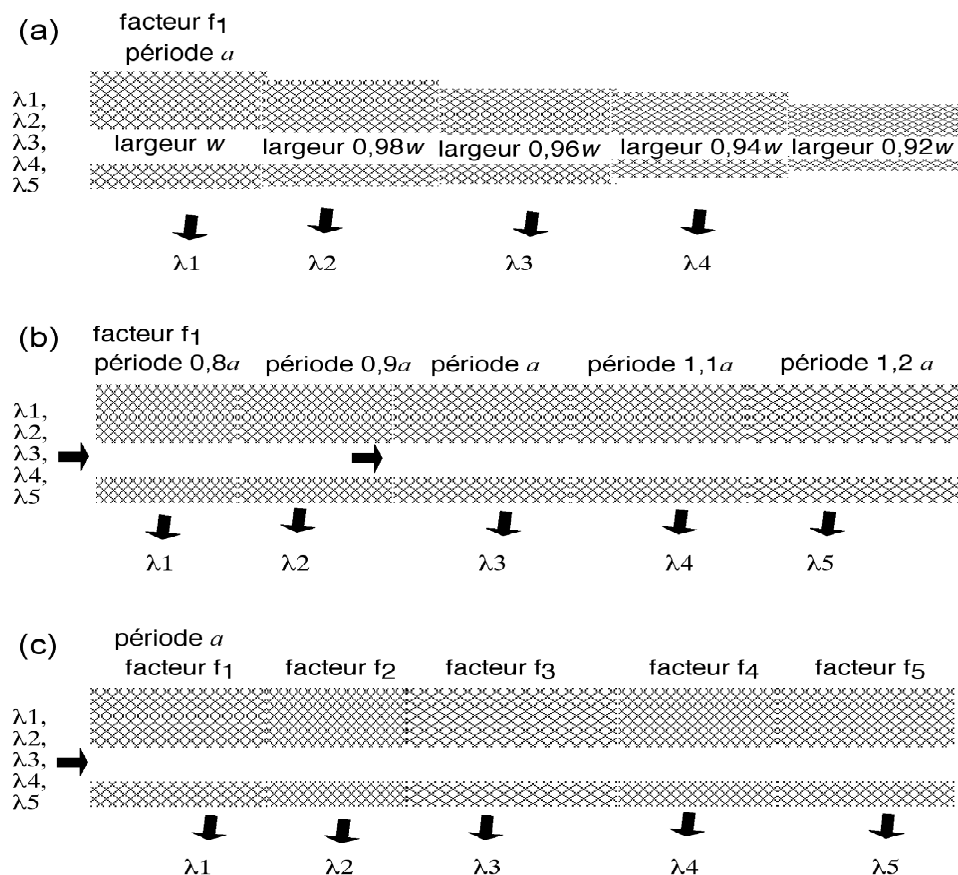 (a)
facteur f1
période a
λ1,
λ2,
λ3,
λ4,
λ5
largeur w largeur 0,98w largeur 0,96w largeur 0,94w largeur 0,92w
λ1 λ2 λ3 λ4
(b)
facteur f1
période 0,8a période 0,9a période a période 1,1a période 1,2 a
λ1,
λ2,
λ3,
λ4,
λ5
λ1 λ2 λ3 λ4 λ5
(c)
période a
facteur f1 facteur f2 facteur f3 facteur f4 facteur f5
λ1,
λ2,
λ3,
λ4,
λ5
λ1 λ2 λ3 λ4 λ5